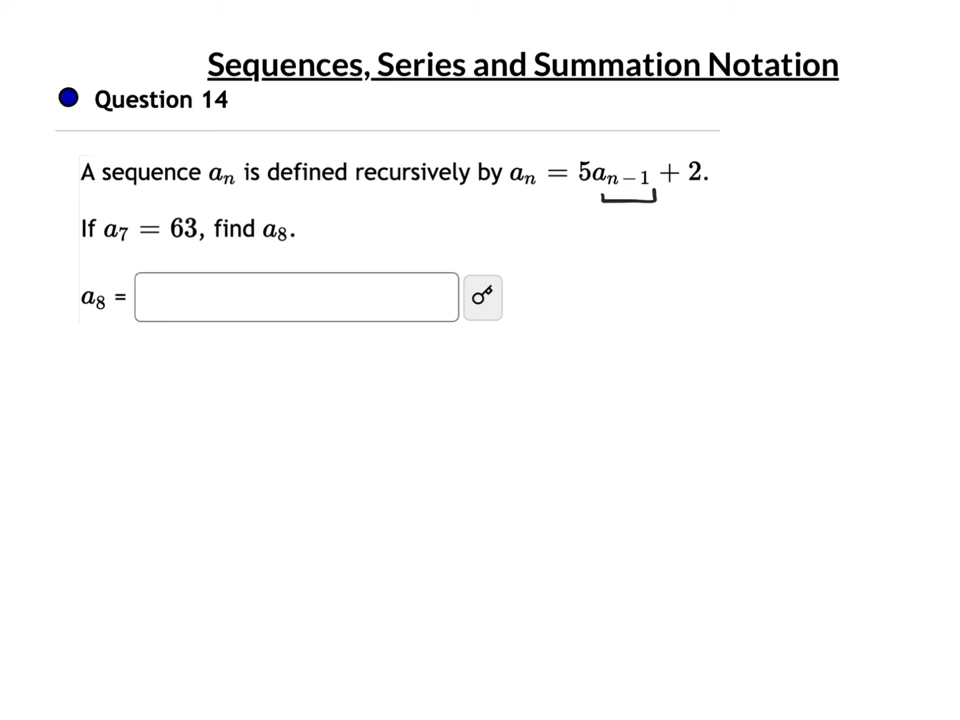 Sequences, Series and Summation Notation
Question 14
A sequence aₙ is defined recursively by aₙ = 5aₙ₋₁ + 2.
If a₇ = 63, find a₈.
a₈ =